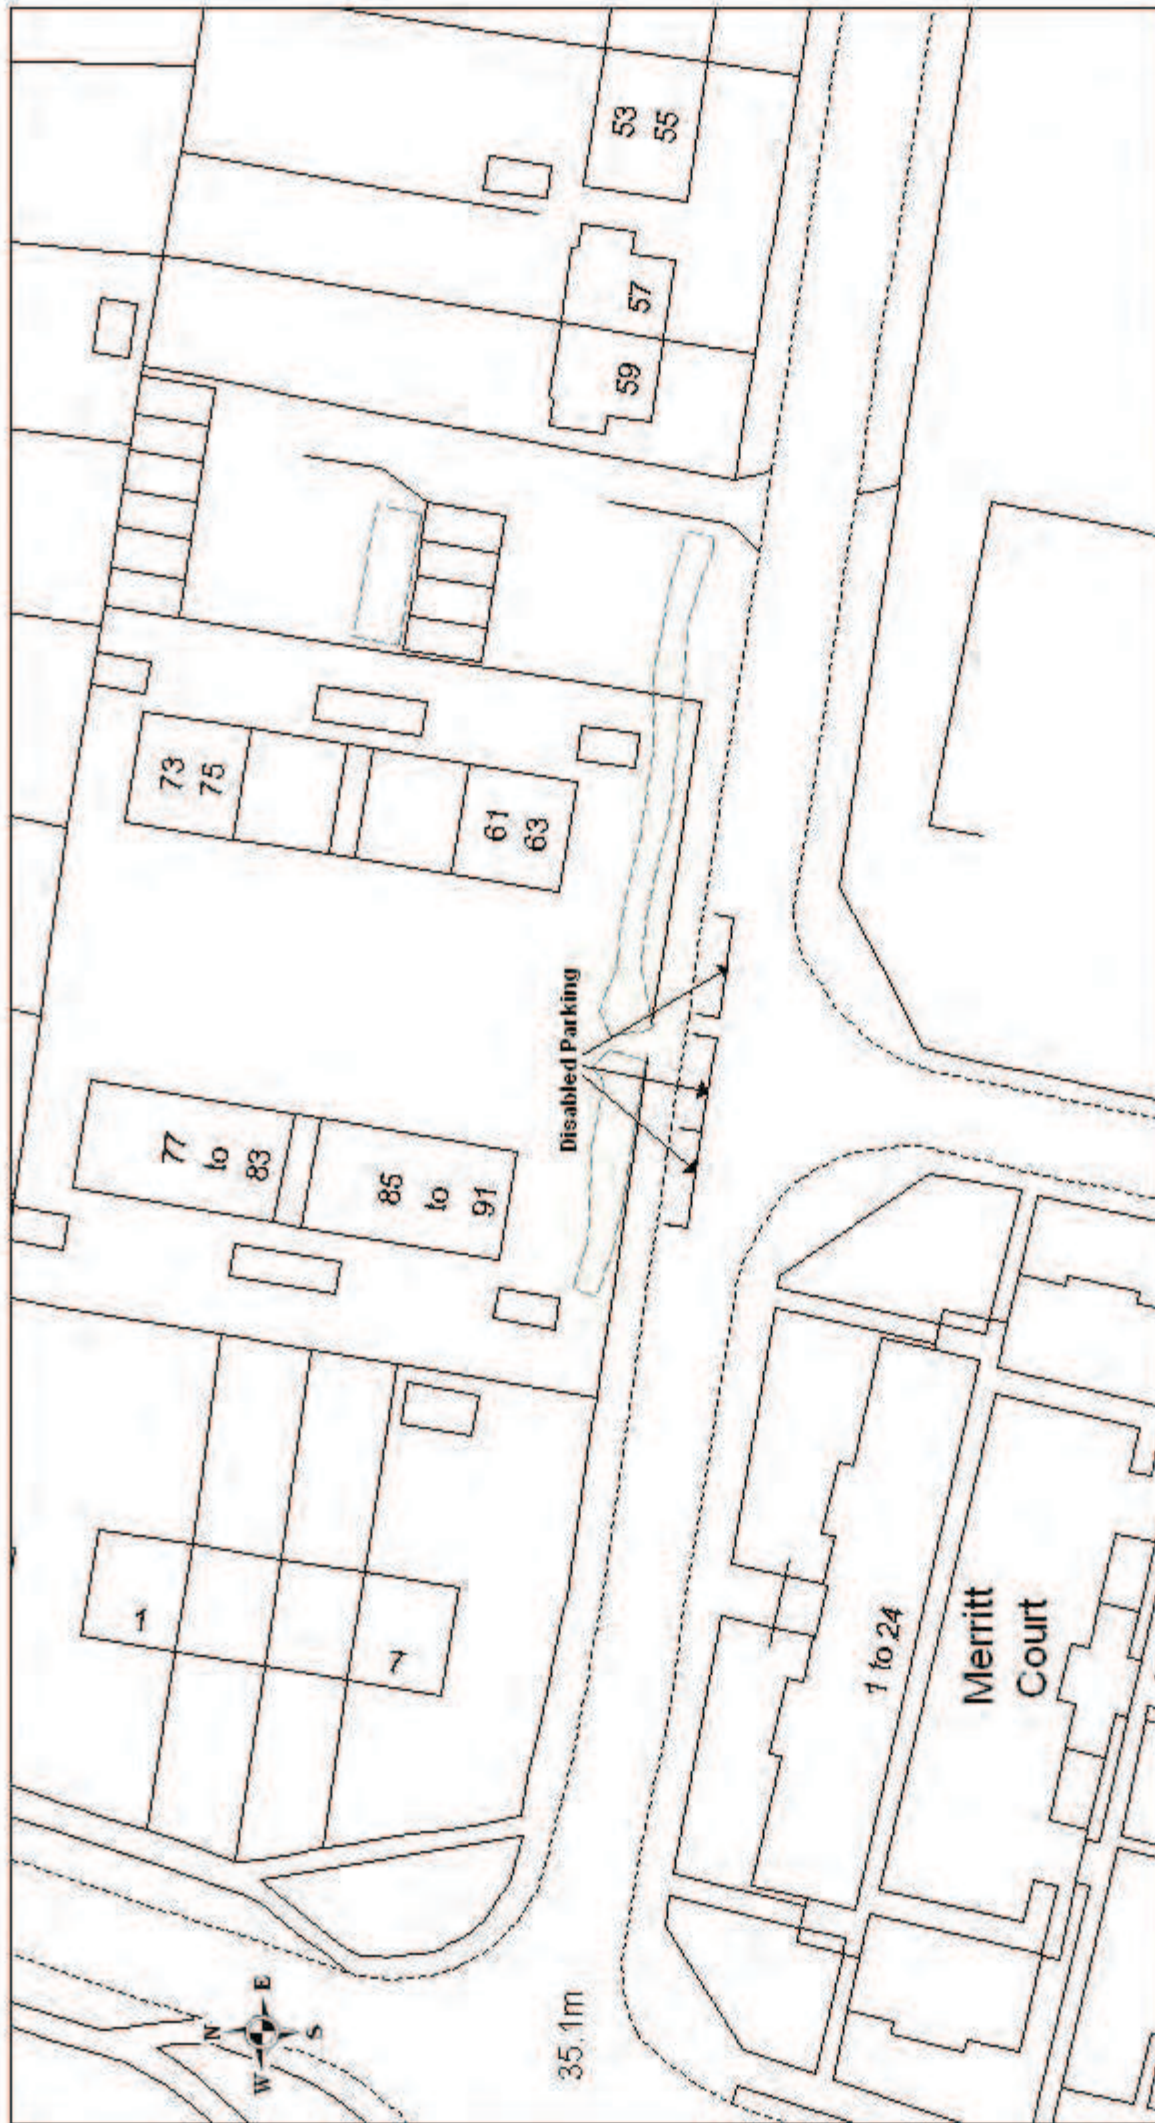 N
W E
S
1
7
77
to
83
85
to
91
73
75
61
63
59
57
53
55
Disabled Parking
35.1m
1 to 24
Merritt
Court